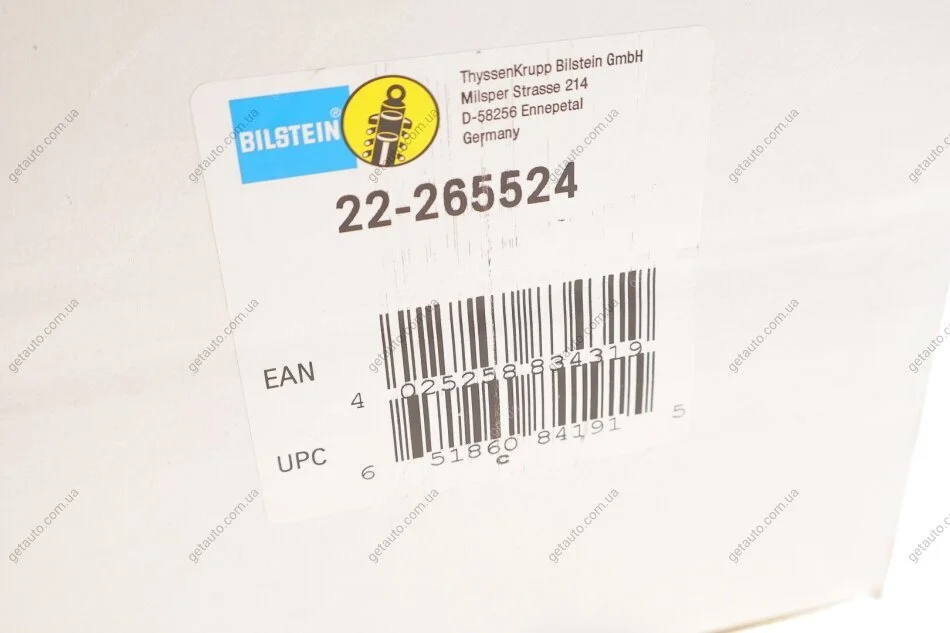 ThyssenKrupp Bilstein GmbH
Milsper Strasse 214
D-58256 Ennepetal
Germany
BILSTEIN®
22-265524
EAN
4 025258 834319
UPC
6 51860 84191 5
C
getauto.com.ua